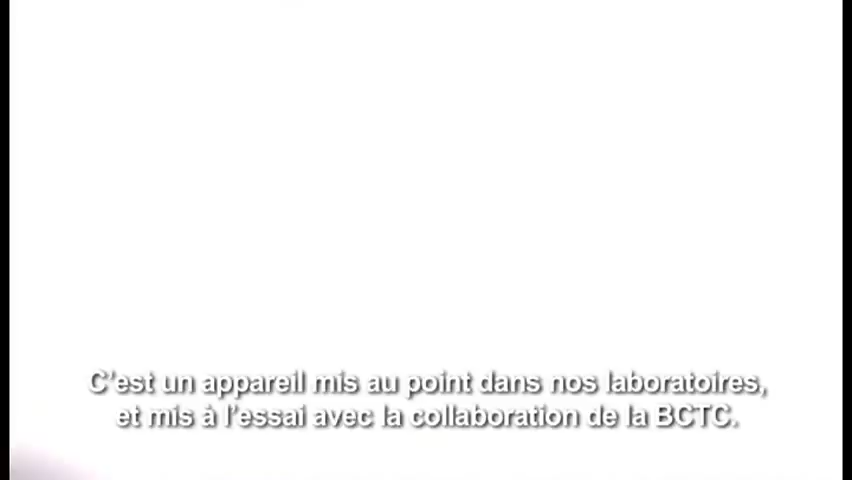 C'est un appareil mis au point dans nos laboratoires,
et mis à l'essai avec la collaboration de la BCTC.